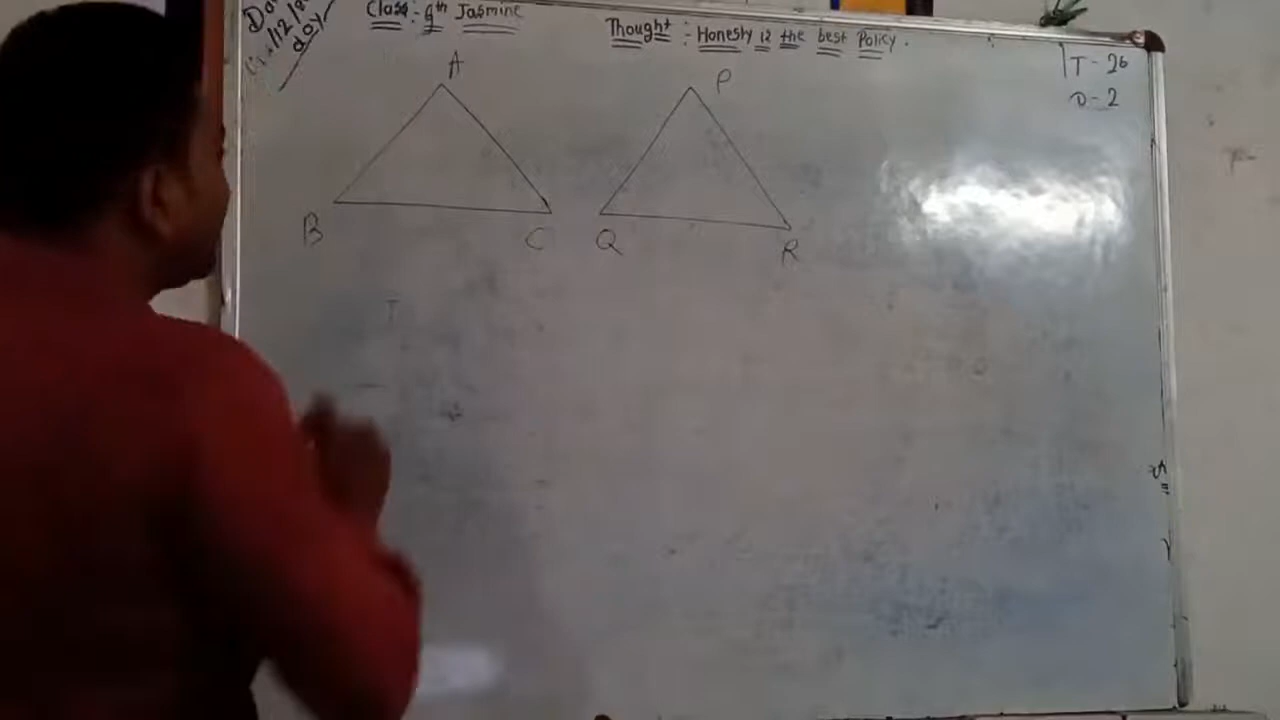 Class:- 9th Jasmine
Thought :- Honesty is the best Policy.
T - 26
A
P
B
C
Q
R